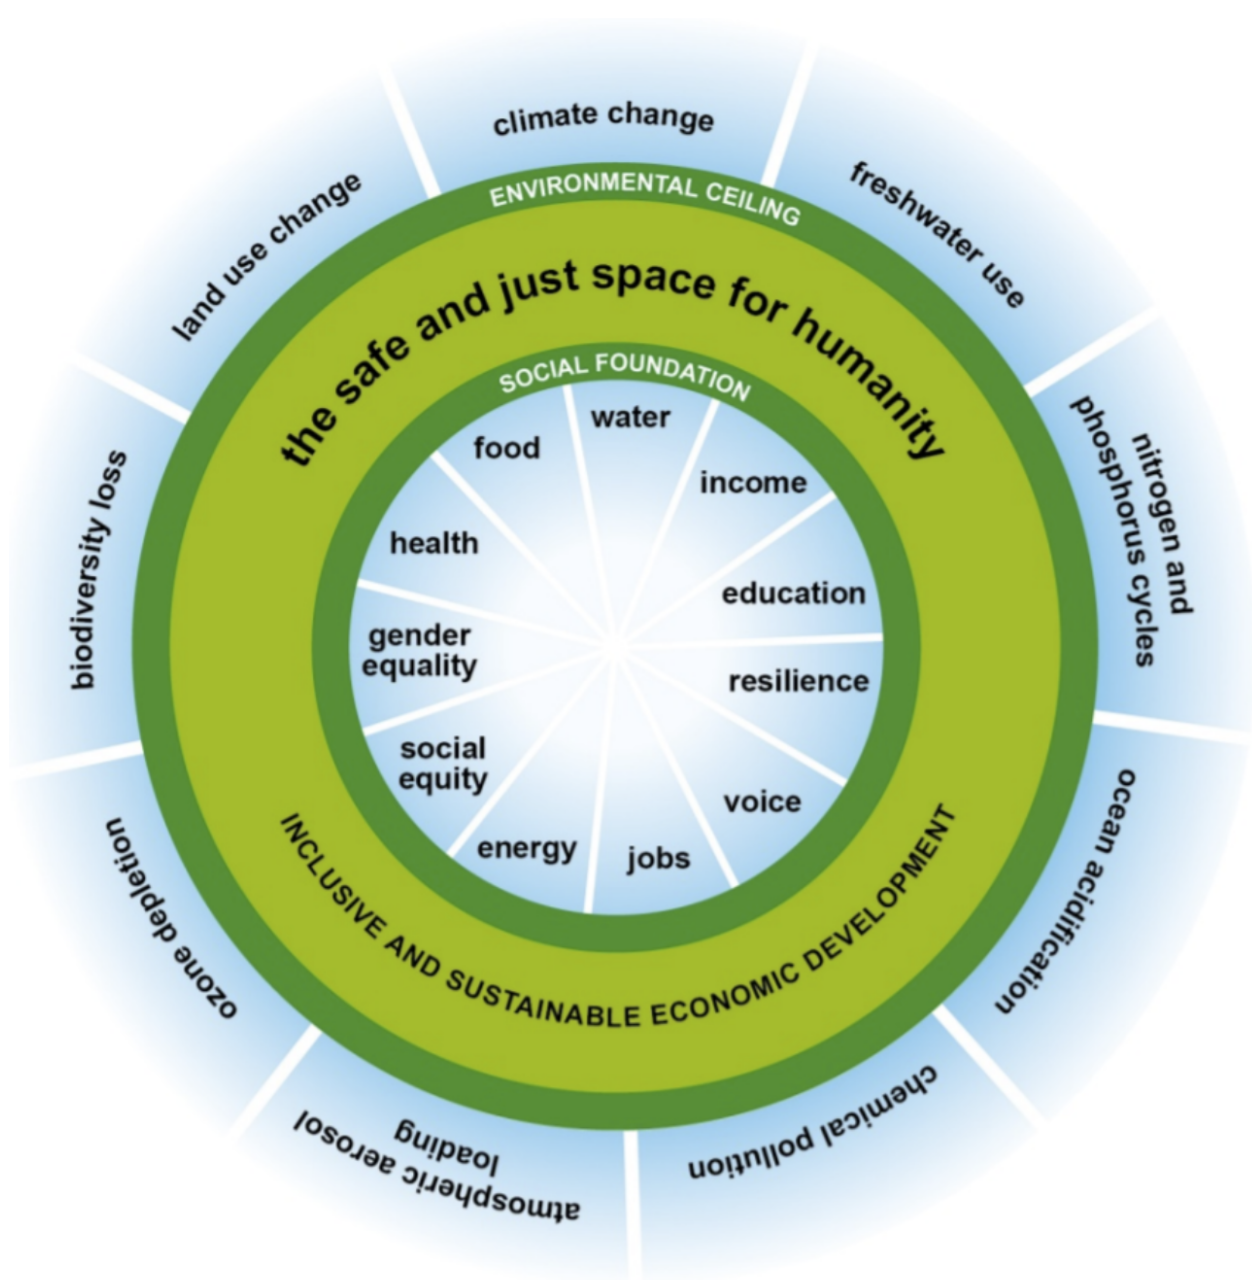 climate change
freshwater use
nitrogen and
phosphorus cycles
ocean acidification
chemical pollution
atmospheric aerosol
loading
ozone depletion
biodiversity loss
land use change
ENVIRONMENTAL CEILING
the safe and just space for humanity
SOCIAL FOUNDATION
water
income
education
resilience
voice
jobs
energy
social
equity
gender
equality
health
food
INCLUSIVE AND SUSTAINABLE ECONOMIC DEVELOPMENT